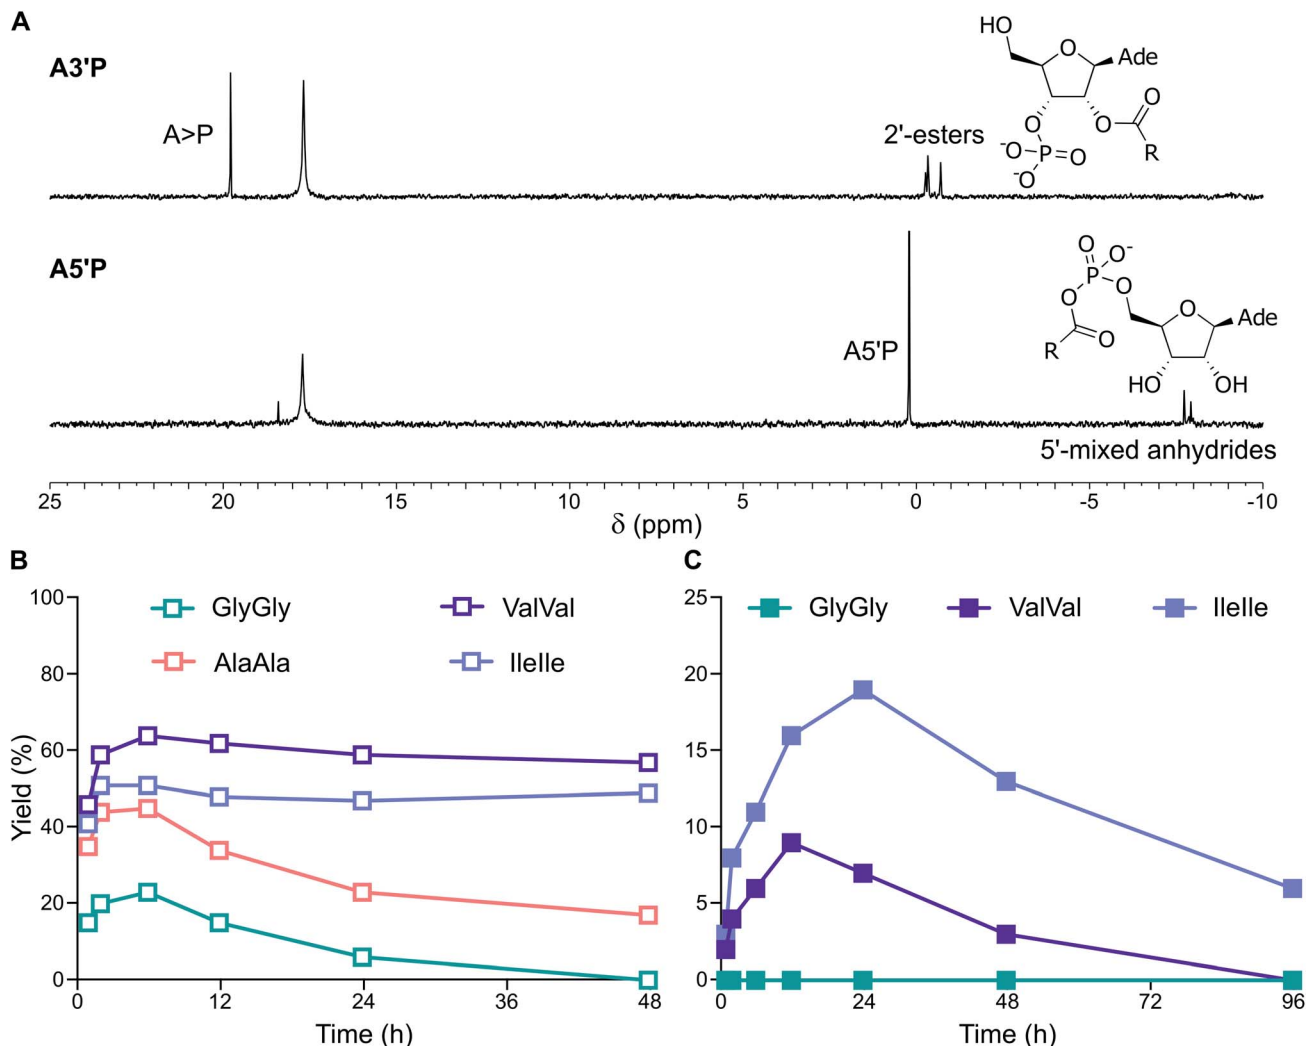 A
A3'P
A>P
2'-esters
HO
O
Ade
O
O
O
R
⁻O
P
O
⁻O
A5'P
A5'P
O
O⁻
P
O
O
O
R
O
Ade
HO
OH
5'-mixed anhydrides
25 20 15 10 5 0 -5 -10
δ (ppm)
B
GlyGly
ValVal
AlaAla
IleIle
Yield (%)
100
80
60
40
20
0
0 12 24 36 48
Time (h)
C
GlyGly
ValVal
IleIle
25
20
15
10
5
0
0 24 48 72 96
Time (h)